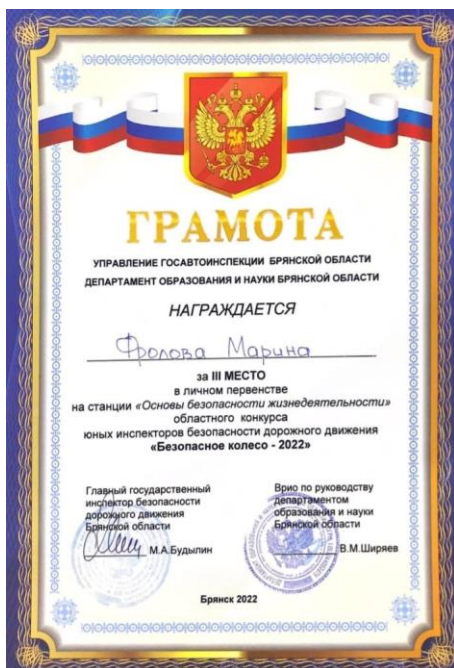 ГРАМОТА
УПРАВЛЕНИЕ ГОСАВТОИНСПЕКЦИИ БРЯНСКОЙ ОБЛАСТИ
ДЕПАРТАМЕНТ ОБРАЗОВАНИЯ И НАУКИ БРЯНСКОЙ ОБЛАСТИ
НАГРАЖДАЕТСЯ
Фролова Марина
за III МЕСТО
в личном первенстве
на станции «Основы безопасности жизнедеятельности»
областного конкурса
юных инспекторов безопасности дорожного движения
«Безопасное колесо - 2022»
Главный государственный
инспектор безопасности
дорожного движения
Брянской области
М.А.Будылин
Врио по руководству
департаментом
образования и науки
Брянской области
В.М.Ширяев
Брянск 2022